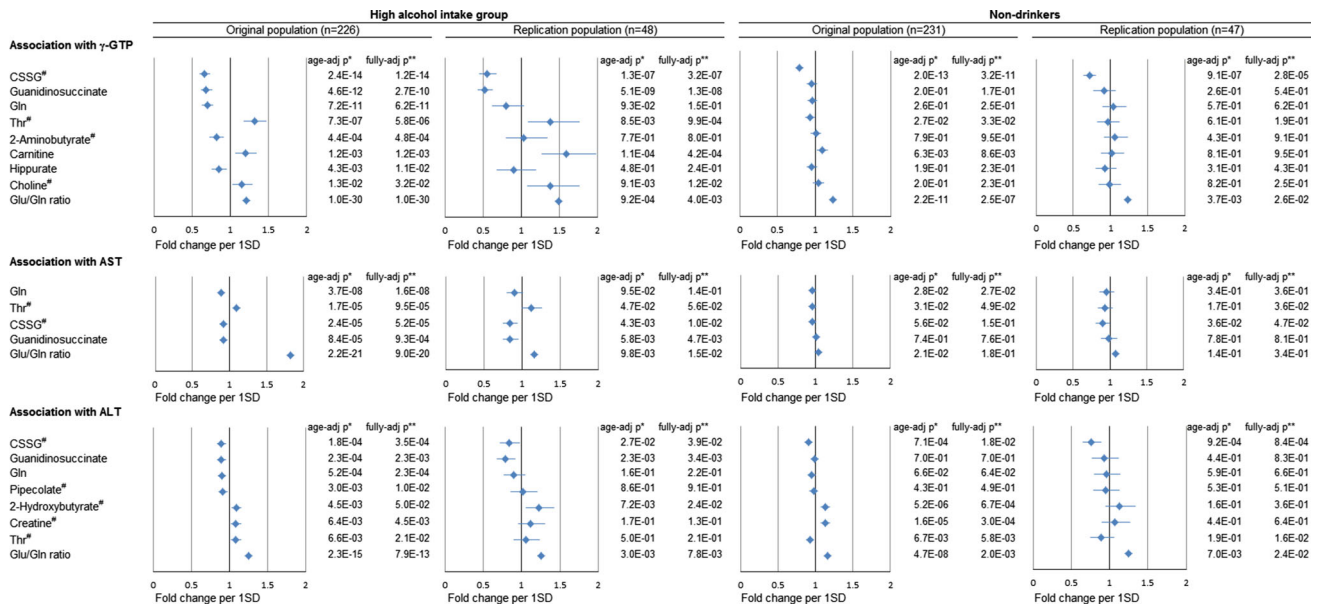 High alcohol intake group Non-drinkers
Original population (n=226) Replication population (n=48) Original population (n=231) Replication population (n=47)
Association with γ-GTP
age-adj p* fully-adj p** age-adj p* fully-adj p** age-adj p* fully-adj p** age-adj p* fully-adj p**
CSSG# 2.4E-14 1.2E-14 1.3E-07 3.2E-07 2.0E-13 3.2E-11 9.1E-07 2.8E-05
Guanidinosuccinate 4.6E-12 2.7E-10 5.1E-09 1.3E-08 2.0E-01 1.7E-01 2.6E-01 5.4E-01
Gln 7.2E-11 6.2E-11 9.3E-02 1.5E-01 2.6E-01 2.5E-01 5.7E-01 6.2E-01
Thr# 7.3E-07 5.8E-06 8.5E-03 9.9E-04 2.7E-02 3.3E-02 6.1E-01 1.9E-01
2-Aminobutyrate# 4.4E-04 4.8E-04 7.7E-01 8.0E-01 7.9E-01 9.5E-01 4.3E-01 9.1E-01
Carnitine 1.2E-03 1.2E-03 1.1E-04 4.2E-04 6.3E-03 8.6E-03 8.1E-01 9.5E-01
Hippurate 4.3E-03 1.1E-02 4.8E-01 2.4E-01 1.9E-01 2.3E-01 3.1E-01 4.3E-01
Choline# 1.3E-02 3.2E-02 9.1E-03 1.2E-02 2.0E-01 2.3E-01 8.2E-01 2.5E-01
Glu/Gln ratio 1.0E-30 1.0E-30 9.2E-04 4.0E-03 2.2E-11 2.5E-07 3.7E-03 2.6E-02
0 0.5 1 1.5 2 0 0.5 1 1.5 2 0 0.5 1 1.5 2 0 0.5 1 1.5 2
Fold change per 1SD Fold change per 1SD Fold change per 1SD Fold change per 1SD
Association with AST
age-adj p* fully-adj p** age-adj p* fully-adj p** age-adj p* fully-adj p** age-adj p* fully-adj p**
Gln 3.7E-08 1.6E-08 9.5E-02 1.4E-01 2.8E-02 2.7E-02 3.4E-01 3.6E-01
Thr# 1.7E-05 9.5E-05 4.7E-02 5.6E-02 3.1E-02 4.9E-02 1.7E-01 3.6E-02
CSSG# 2.4E-05 5.2E-05 4.3E-03 1.0E-02 5.6E-02 1.5E-01 3.6E-02 4.7E-02
Guanidinosuccinate 8.4E-05 9.3E-04 5.8E-03 4.7E-03 7.4E-01 7.6E-01 7.8E-01 8.1E-01
Glu/Gln ratio 2.2E-21 9.0E-20 9.8E-03 1.5E-02 2.1E-02 1.8E-01 1.4E-01 3.4E-01
0 0.5 1 1.5 2 0 0.5 1 1.5 2 0 0.5 1 1.5 2 0 0.5 1 1.5 2
Fold change per 1SD Fold change per 1SD Fold change per 1SD Fold change per 1SD
Association with ALT
age-adj p* fully-adj p** age-adj p* fully-adj p** age-adj p* fully-adj p** age-adj p* fully-adj p**
CSSG# 1.8E-04 3.5E-04 2.7E-02 3.9E-02 7.1E-04 1.8E-02 9.2E-04 8.4E-04
Guanidinosuccinate 2.3E-04 2.3E-03 2.3E-03 3.4E-03 7.0E-01 7.0E-01 4.4E-01 8.3E-01
Gln 5.2E-04 2.3E-04 1.6E-01 2.2E-01 6.6E-02 6.4E-02 5.9E-01 6.6E-01
Pipecolate# 3.0E-03 1.0E-02 8.6E-01 9.1E-01 4.3E-01 4.9E-01 5.3E-01 5.1E-01
2-Hydroxybutyrate# 4.5E-03 5.0E-02 7.2E-03 2.4E-02 5.2E-06 6.7E-04 1.6E-01 3.6E-01
Creatine# 6.4E-03 4.5E-03 1.7E-01 1.3E-01 1.6E-05 3.0E-04 4.4E-01 6.4E-01
Thr# 6.6E-03 2.1E-02 5.0E-01 2.1E-01 6.7E-03 5.8E-03 1.9E-01 1.6E-02
Glu/Gln ratio 2.3E-15 7.9E-13 3.0E-03 7.8E-03 4.7E-08 2.0E-03 7.0E-03 2.4E-02
0 0.5 1 1.5 2 0 0.5 1 1.5 2 0 0.5 1 1.5 2 0 0.5 1 1.5 2
Fold change per 1SD Fold change per 1SD Fold change per 1SD Fold change per 1SD